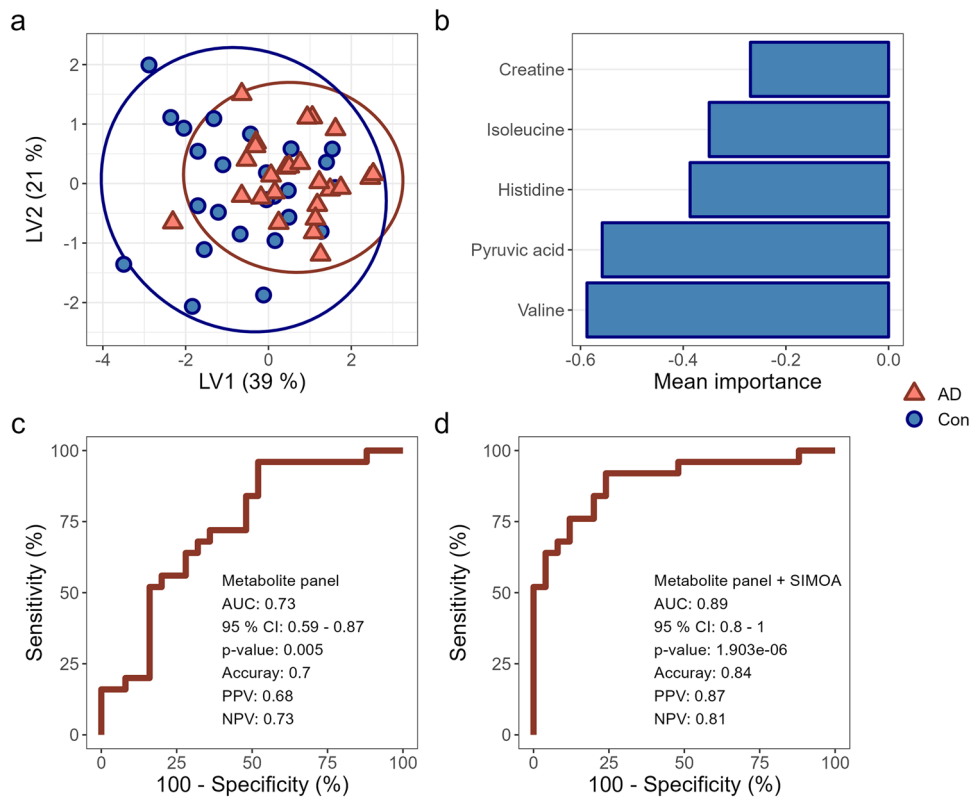 a
2
1
0
-1
-2
LV2 (21 %)
-4
-2
0
2
LV1 (39 %)
b
Creatine
Isoleucine
Histidine
Pyruvic acid
Valine
-0.6
-0.4
-0.2
0.0
Mean importance
AD
Con
c
100
75
50
25
0
Sensitivity (%)
Metabolite panel
AUC: 0.73
95 % CI: 0.59 - 0.87
p-value: 0.005
Accuray: 0.7
PPV: 0.68
NPV: 0.73
0
25
50
75
100
100 - Specificity (%)
d
100
75
50
25
0
Sensitivity (%)
Metabolite panel + SIMOA
AUC: 0.89
95 % CI: 0.8 - 1
p-value: 1.903e-06
Accuray: 0.84
PPV: 0.87
NPV: 0.81
0
25
50
75
100
100 - Specificity (%)